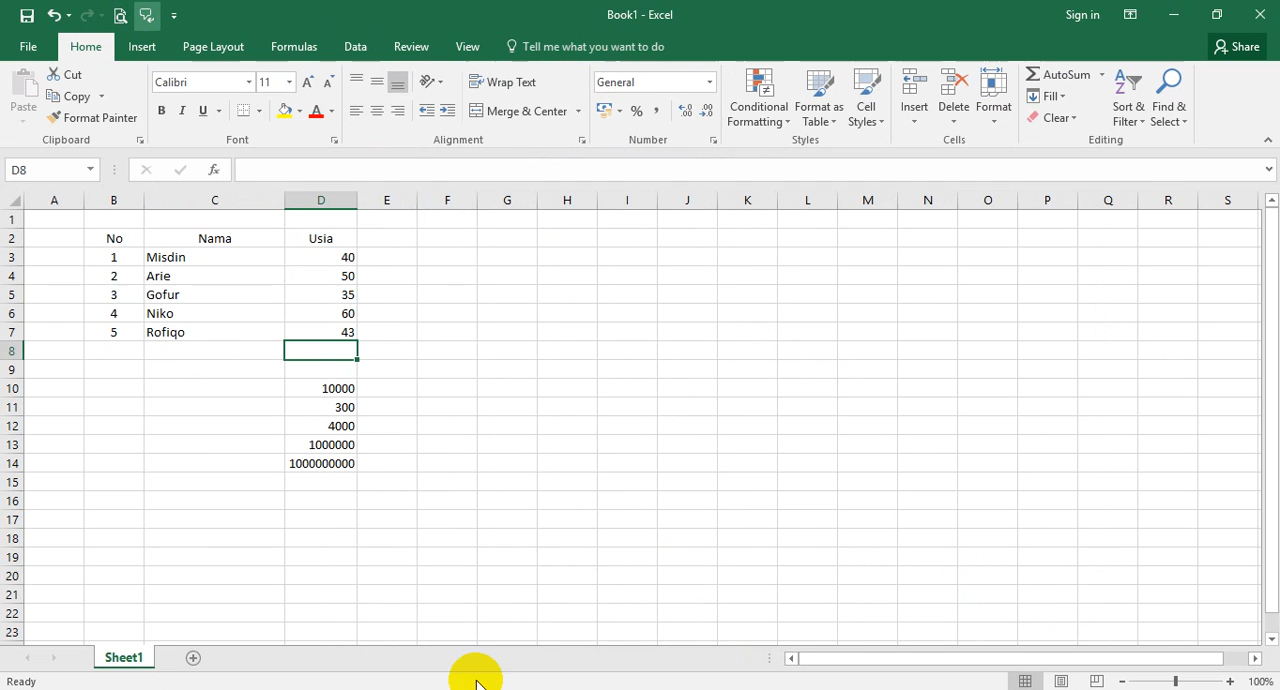 Book1 - Excel
Sign in
File Home Insert Page Layout Formulas Data Review View Tell me what you want to do Share
Paste
Cut
Copy
Format Painter
Clipboard
Calibri 11
B I U
Font
Wrap Text
Merge & Center
Alignment
General
%
Number
Conditional Formatting
Format as Table
Cell Styles
Styles
Insert Delete Format
Cells
AutoSum
Fill
Clear
Sort & Filter
Find & Select
Editing
D8
fx
A B C D E F G H I J K L M N O P Q R S
1
2 No Nama Usia
3 1 Misdin 40
4 2 Arie 50
5 3 Gofur 35
6 4 Niko 60
7 5 Rofiqo 43
8
9
10 10000
11 300
12 4000
13 1000000
14 1000000000
15
16
17
18
19
20
21
22
23
Sheet1
Ready 100%